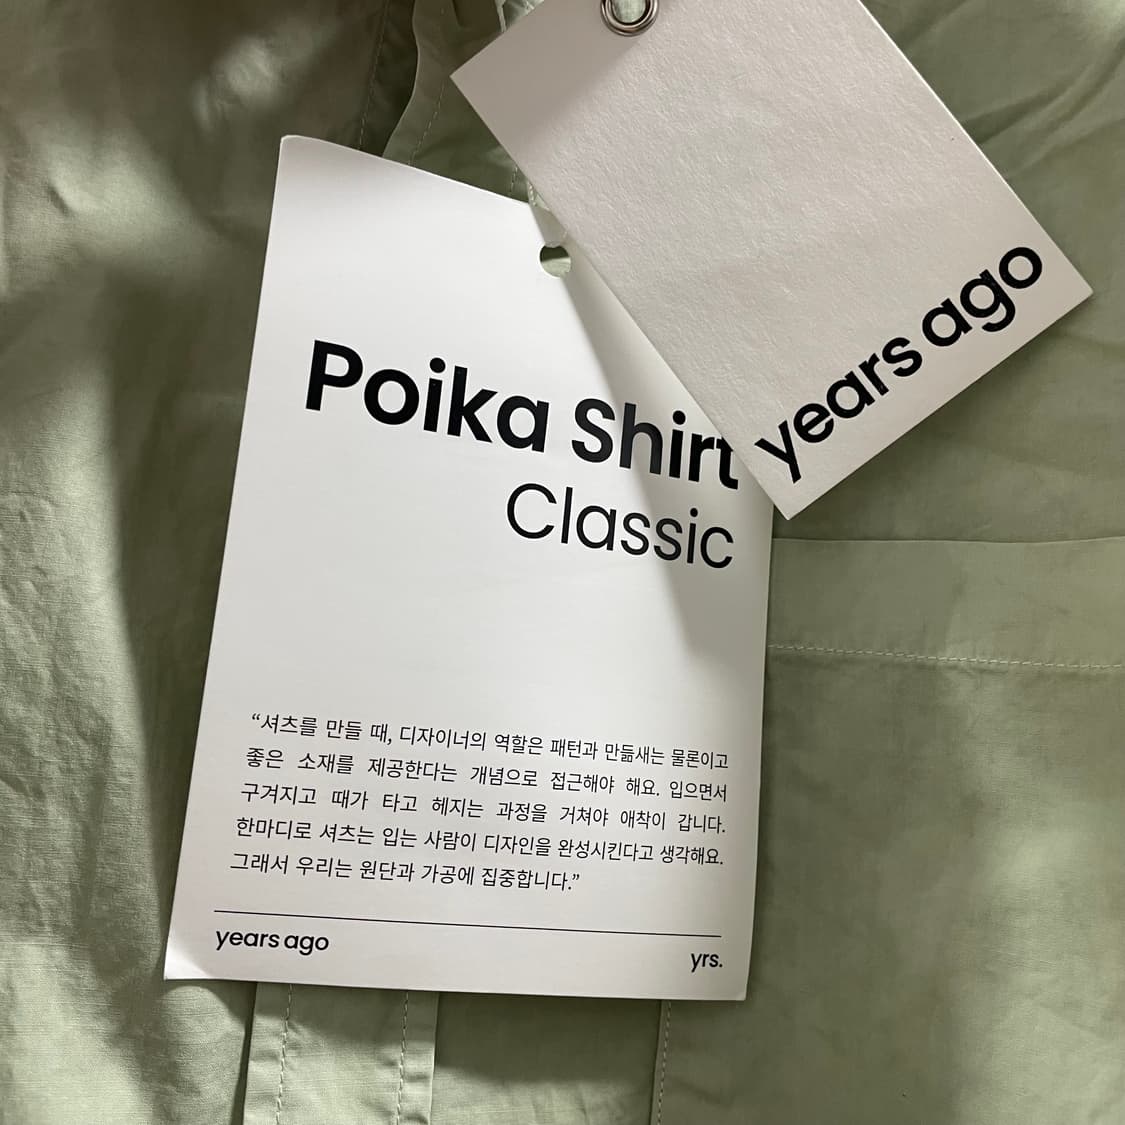 years ago
Poika Shirt
Classic
“셔츠를 만들 때, 디자이너의 역할은 패턴과 만듦새는 물론이고
좋은 소재를 제공한다는 개념으로 접근해야 해요. 입으면서
구겨지고 때가 타고 헤지는 과정을 거쳐야 애착이 갑니다.
한마디로 셔츠는 입는 사람이 디자인을 완성시킨다고 생각해요.
그래서 우리는 원단과 가공에 집중합니다.”
years ago
yrs.